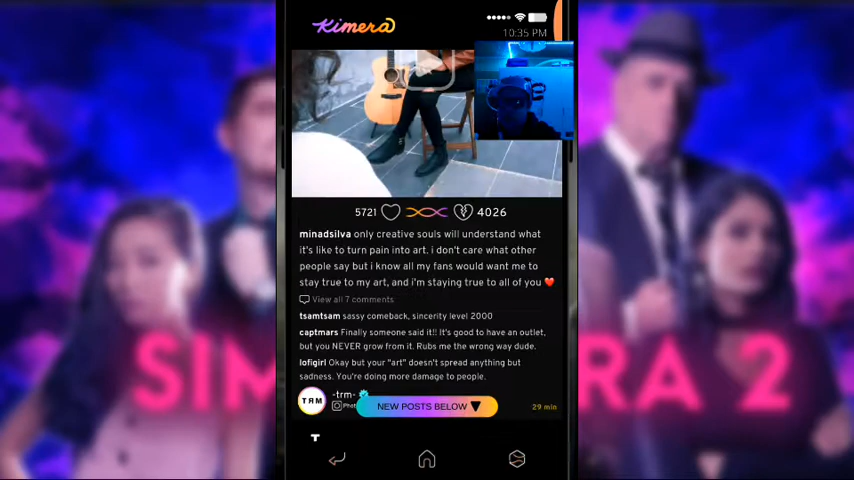 Kimera
10:35 PM
5721 4026
minadsilva only creative souls will understand what
it's like to turn pain into art. i don't care what other
people say but i know all my fans would want me to
stay true to my art, and i'm staying true to all of you ❤️
View all 7 comments
tsamtsam sassy comeback, sincerity level 2000
captmars Finally someone said it!! It's good to have an outlet,
but you NEVER grow from it. Rubs me the wrong way dude.
lofigirl Okay but your "art" doesn't spread anything but
sadness. You're doing more damage to people.
TRM -trm-
NEW POSTS BELOW 29 min
T
SIM RA 2